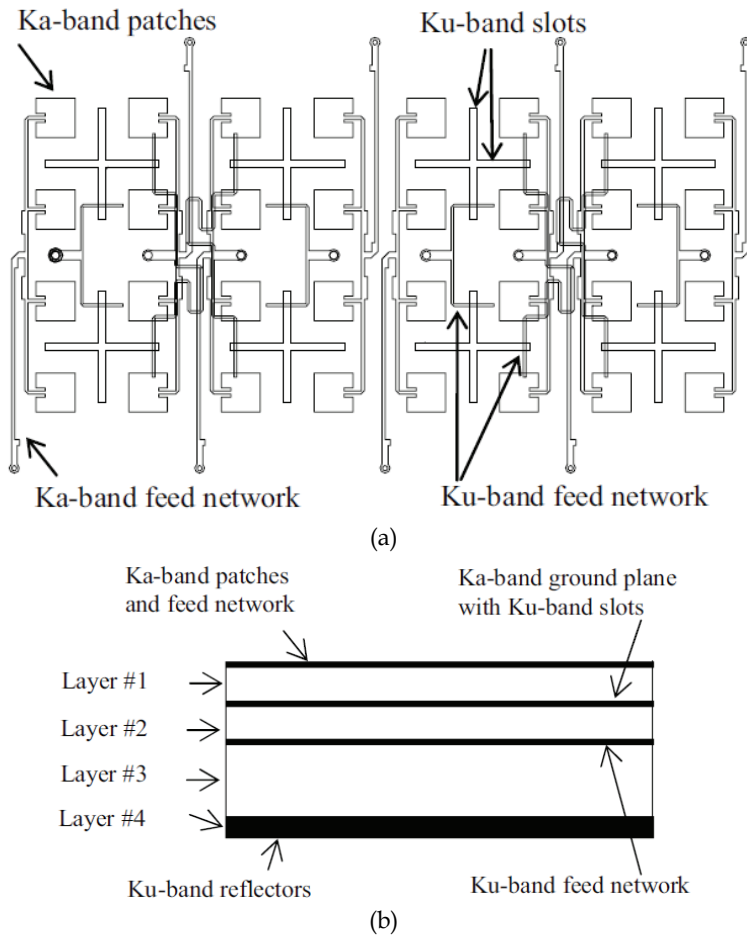 Ka-band patches
Ku-band slots
Ka-band feed network
Ku-band feed network
(a)
Ka-band patches
and feed network
Ka-band ground plane
with Ku-band slots
Layer #1
Layer #2
Layer #3
Layer #4
Ku-band reflectors
Ku-band feed network
(b)